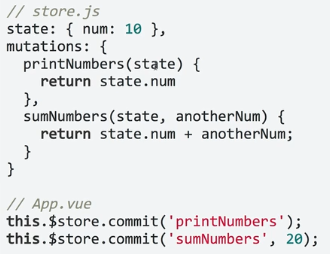 // store.js
state: { num: 10 },
mutations: {
  printNumbers(state) {
    return state.num
  },
  sumNumbers(state, anotherNum) {
    return state.num + anotherNum;
  }
}

// App.vue
this.$store.commit('printNumbers');
this.$store.commit('sumNumbers', 20);